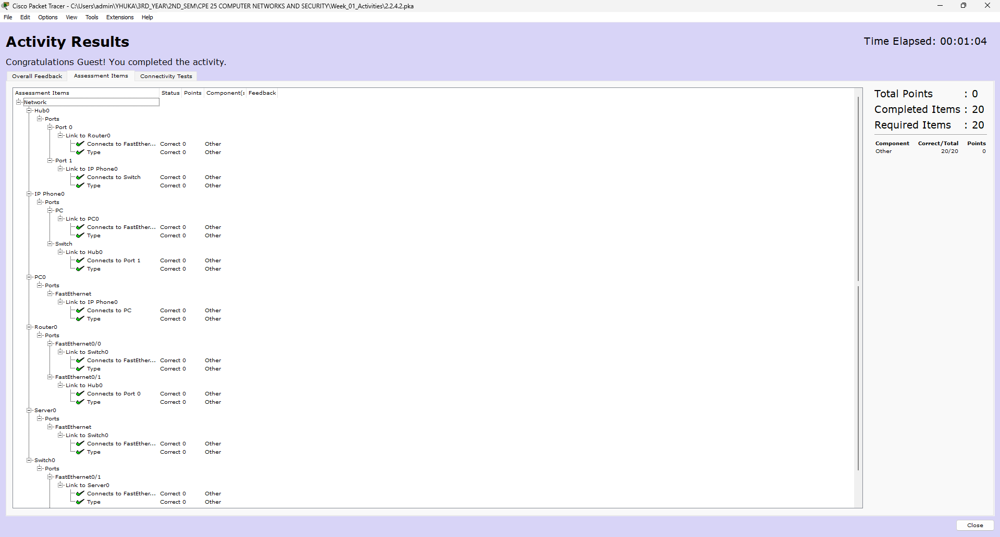 Cisco Packet Tracer - C:\Users\admin\YHUKA\3RD_YEAR\2ND_SEM\CPE 25 COMPUTER NETWORKS AND SECURITY\Week_01_Activities\2.2.4.2.pka
File Edit Options View Tools Extensions Help
Activity Results
Time Elapsed: 00:01:04
Congratulations Guest! You completed the activity.
Overall Feedback Assessment Items Connectivity Tests
Assessment Items Status Points Component(s Feedback
Network
Hub0
Ports
Port 0
Link to Router0
Connects to FastEther... Correct 0 Other
Type Correct 0 Other
Port 1
Link to IP Phone0
Connects to Switch Correct 0 Other
Type Correct 0 Other
IP Phone0
Ports
PC
Link to PC0
Connects to FastEther... Correct 0 Other
Type Correct 0 Other
Switch
Link to Hub0
Connects to Port 1 Correct 0 Other
Type Correct 0 Other
PC0
Ports
FastEthernet
Link to IP Phone0
Connects to PC Correct 0 Other
Type Correct 0 Other
Router0
Ports
FastEthernet0/0
Link to Switch0
Connects to FastEther... Correct 0 Other
Type Correct 0 Other
FastEthernet0/1
Link to Hub0
Connects to Port 0 Correct 0 Other
Type Correct 0 Other
Server0
Ports
FastEthernet
Link to Switch0
Connects to FastEther... Correct 0 Other
Type Correct 0 Other
Switch0
Ports
FastEthernet0/1
Link to Server0
Connects to FastEther... Correct 0 Other
Type Correct 0 Other
Total Points : 0
Completed Items : 20
Required Items : 20
Component Correct/Total Points
Other 20/20 0
Close